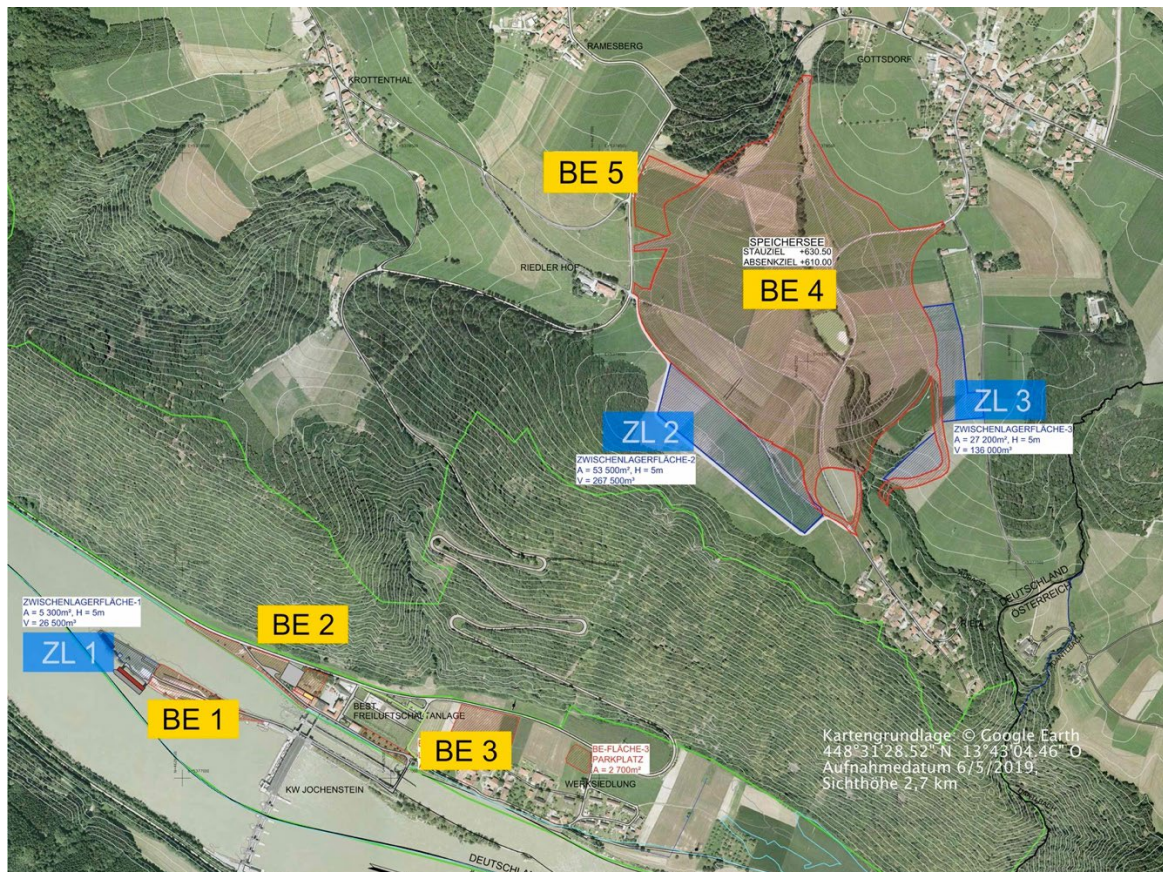 RAMESBERG
GOTTSDORF
KROTTENTHAL
BE 5
SPEICHERSEE
STAUZIEL +630.50
ABSENKZIEL +610.00
RIEDLER HOF
BE 4
ZL 3
ZL 2
ZWISCHENLAGERFLÄCHE-3
A = 27 200m², H = 5m
V = 136 000m³
ZWISCHENLAGERFLÄCHE-2
A = 53 500m², H = 5m
V = 267 500m³
DEUTSCHLAND
ÖSTERREICH
ZWISCHENLAGERFLÄCHE-1
A = 5 300m², H = 5m
V = 26 500m³
BE 2
RIEDL
ZL 1
BE 1
BEST.
FREILUFTSCHALTANLAGE
BE 3
BE-FLÄCHE-3
PARKPLATZ
A = 2 700m²
KW JOCHENSTEIN
WERKSIEDLUNG
Kartengrundlage © Google Earth
448°31'28.52" N 13°43'04.46" O
Aufnahmedatum 6/5/2019
Sichthöhe 2,7 km